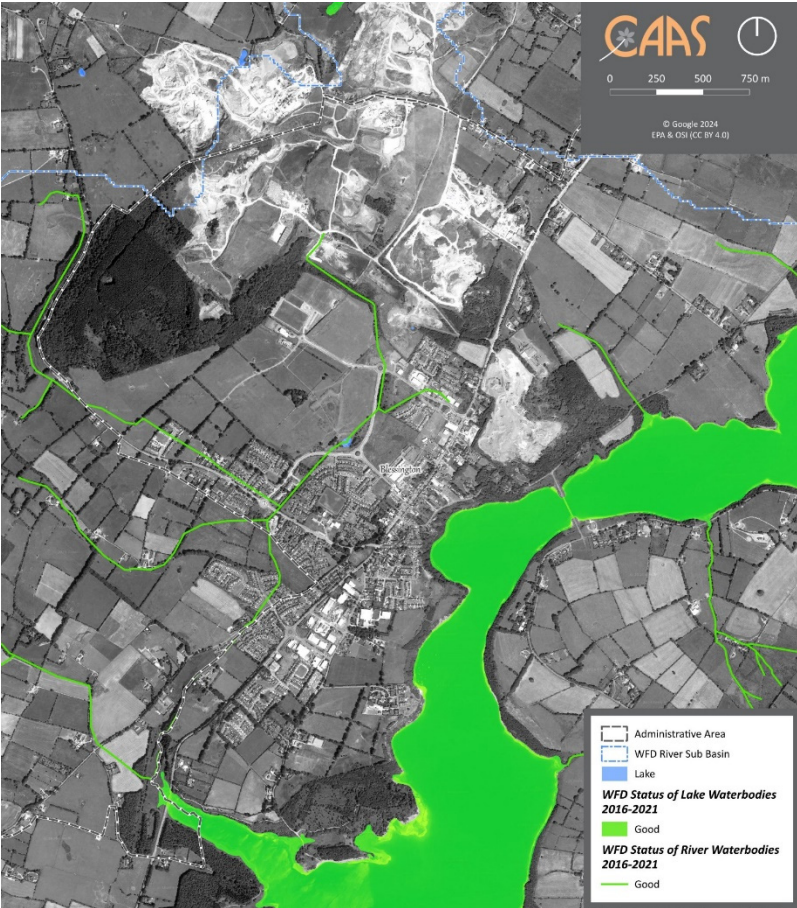 CAAS
0 250 500 750 m
© Google 2024
EPA & OSI (CC BY 4.0)
Blessington
Administrative Area
WFD River Sub Basin
Lake
WFD Status of Lake Waterbodies
2016-2021
Good
WFD Status of River Waterbodies
2016-2021
Good